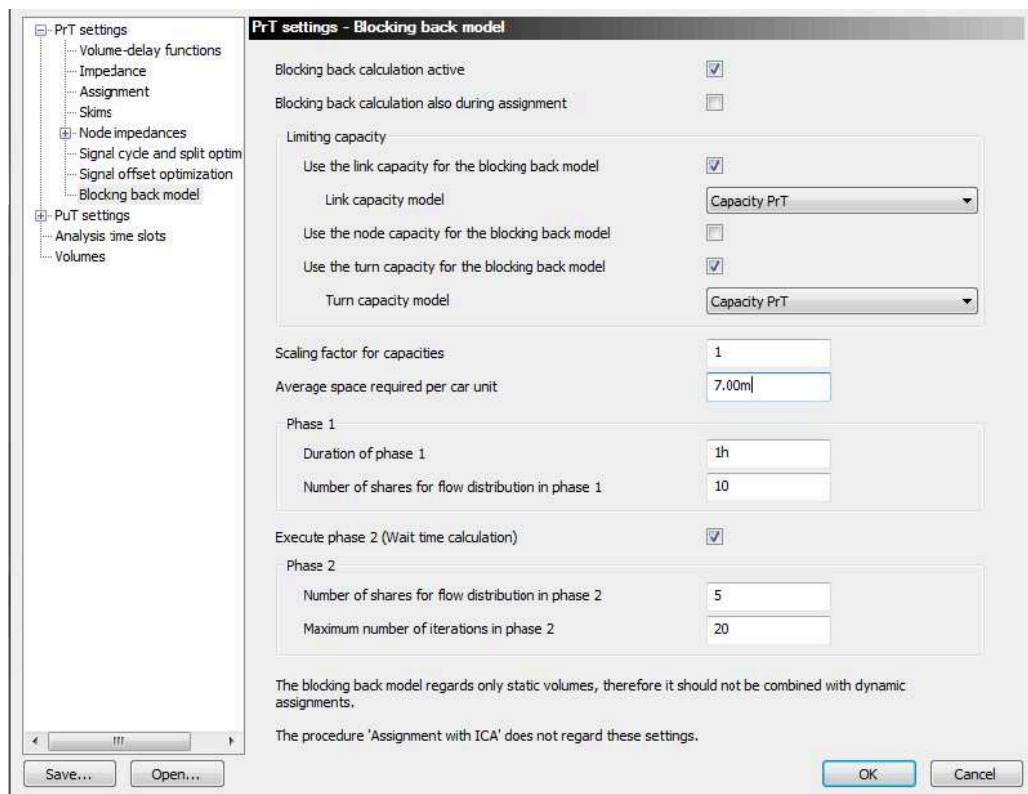 PrT settings
Volume-delay functions
Impedance
Assignment
Skims
Node impedances
Signal cycle and split optim
Signal offset optimization
Blockng back model
PuT settings
Analysis time slots
Volumes
Save...
Open...
PrT settings - Blocking back model
Blocking back calculation active
Blocking back calculation also during assignment
Limiting capacity
Use the link capacity for the blocking back model
Link capacity model
Capacity PrT
Use the node capacity for the blocking back model
Use the turn capacity for the blocking back model
Turn capacity model
Capacity PrT
Scaling factor for capacities
1
Average space required per car unit
7.00m
Phase 1
Duration of phase 1
1h
Number of shares for flow distribution in phase 1
10
Execute phase 2 (Wait time calculation)
Phase 2
Number of shares for flow distribution in phase 2
5
Maximum number of iterations in phase 2
20
The blocking back model regards only static volumes, therefore it should not be combined with dynamic
assignments.
The procedure 'Assignment with ICA' does not regard these settings.
OK
Cancel